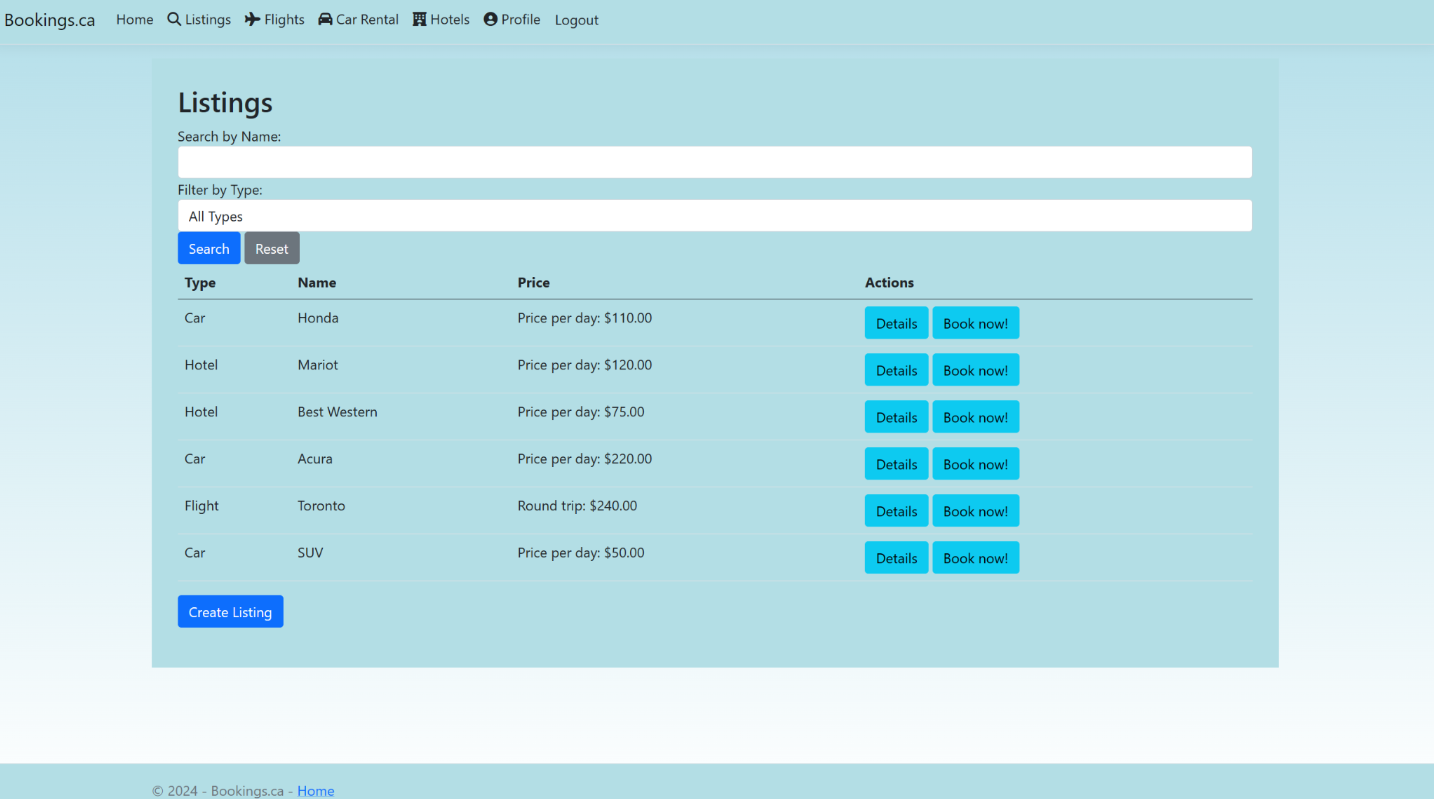 Bookings.ca Home Listings Flights Car Rental Hotels Profile Logout
Listings
Search by Name:
Filter by Type:
All Types
Search Reset
Type Name Price Actions
Car Honda Price per day: $110.00 Details Book now!
Hotel Mariot Price per day: $120.00 Details Book now!
Hotel Best Western Price per day: $75.00 Details Book now!
Car Acura Price per day: $220.00 Details Book now!
Flight Toronto Round trip: $240.00 Details Book now!
Car SUV Price per day: $50.00 Details Book now!
Create Listing
© 2024 - Bookings.ca - Home